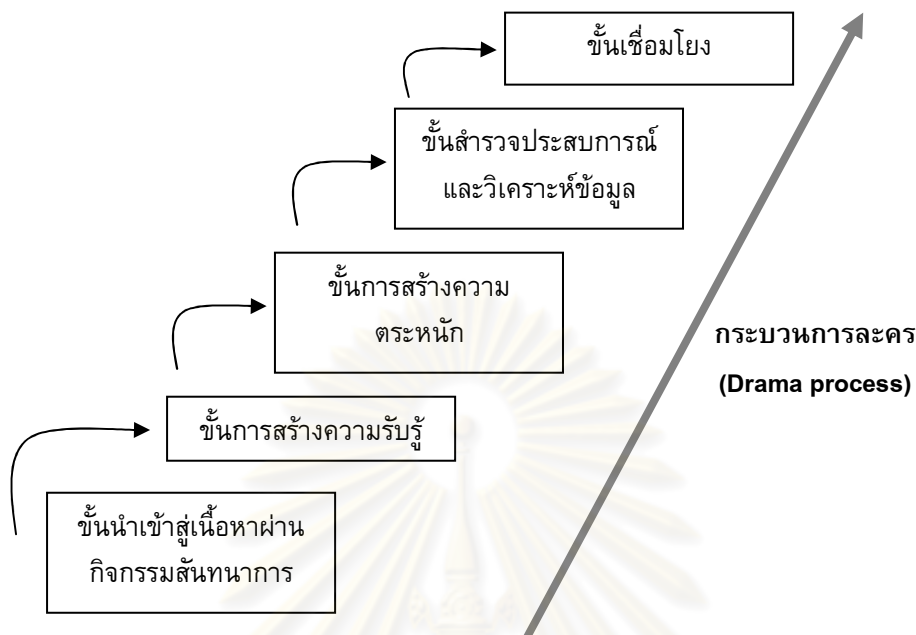 ขั้นเชื่อมโยง
ขั้นสำรวจประสบการณ์
และวิเคราะห์ข้อมูล
ขั้นการสร้างความ
ตระหนัก
กระบวนการละคร
(Drama process)
ขั้นการสร้างความรับรู้
ขั้นนำเข้าสู่เนื้อหาผ่าน
กิจกรรมสันทนาการ